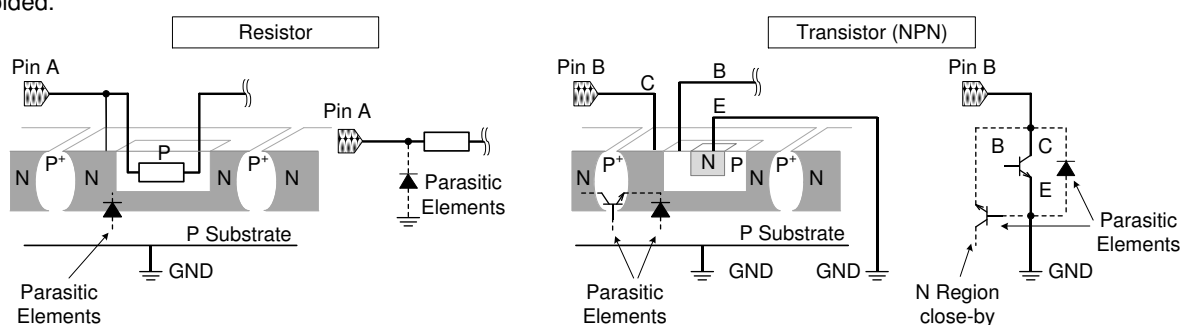 Resistor
Pin A
P
N
P+
N
N
P+
N
P Substrate
GND
Parasitic
Elements
Pin A
Parasitic
Elements
Transistor (NPN)
Pin B
C
B
E
N
P+
N
N
P
N
P+
N
P Substrate
GND
GND
Parasitic
Elements
Pin B
B
C
E
Parasitic
Elements
GND
N Region
close-by